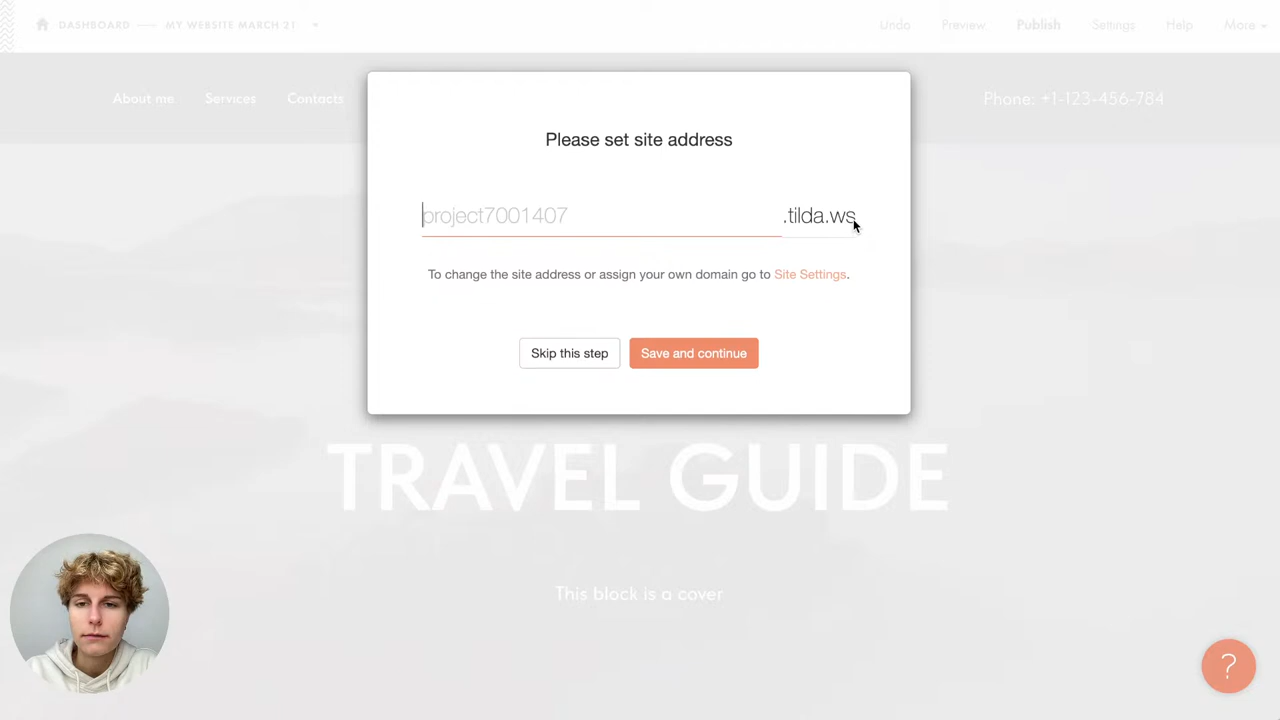 DASHBOARD — MY WEBSITE MARCH 21
Undo Preview Publish Settings Help More
About me Services Contacts
Phone: +1-123-456-784
Please set site address
project7001407 .tilda.ws
To change the site address or assign your own domain go to Site Settings.
Skip this step Save and continue
TRAVEL GUIDE
This block is a cover
?